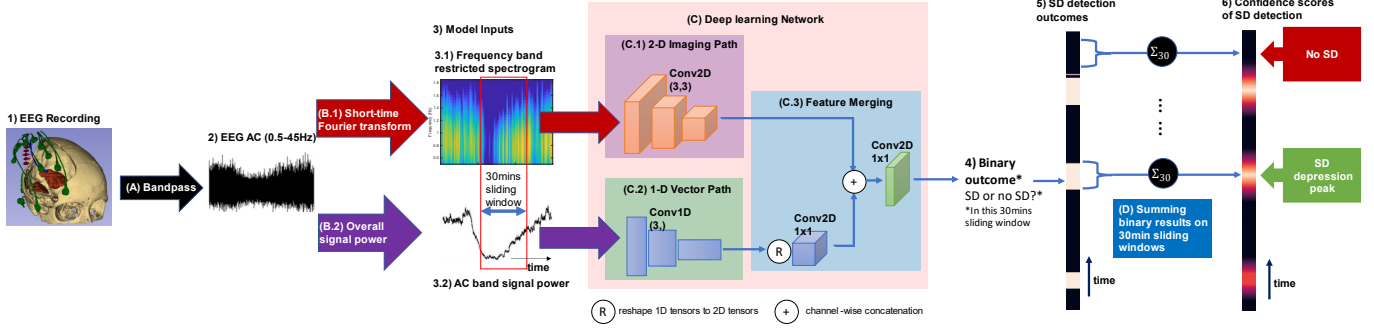 1) EEG Recording
(A) Bandpass
2) EEG AC (0.5-45Hz)
(B.1) Short-time
Fourier transform
(B.2) Overall
signal power
3) Model Inputs
3.1) Frequency band
restricted spectrogram
Frequency (Hz)
30mins
sliding
window
time
3.2) AC band signal power
(C) Deep learning Network
(C.1) 2-D Imaging Path
Conv2D
(3,3)
(C.2) 1-D Vector Path
Conv1D
(3,)
(C.3) Feature Merging
Conv2D
1x1
R
Conv2D
1x1
+
R reshape 1D tensors to 2D tensors
+ channel -wise concatenation
4) Binary
outcome*
SD or no SD?*
*In this 30mins
sliding window
5) SD detection
outcomes
Σ30
Σ30
(D) Summing
binary results on
30min sliding
windows
time
6) Confidence scores
of SD detection
No SD
SD
depression
peak
time